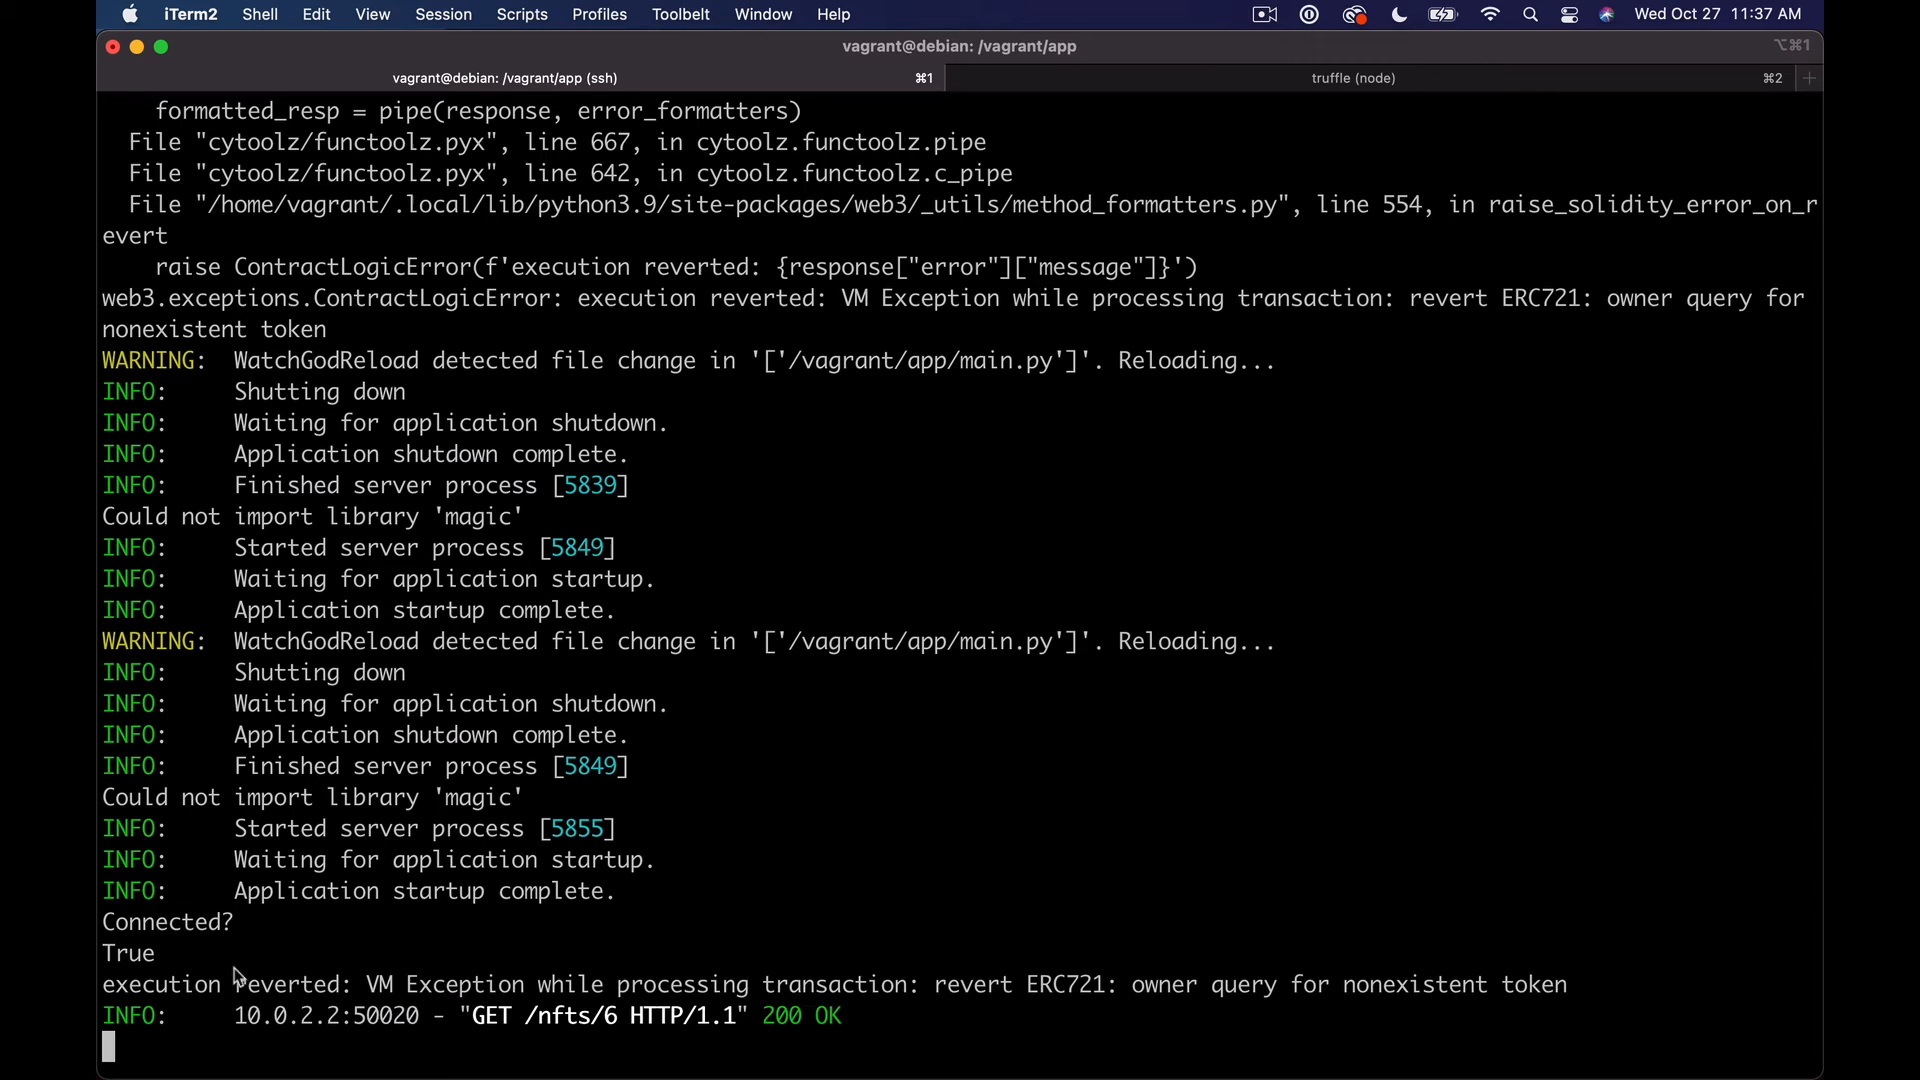 iTerm2 Shell Edit View Session Scripts Profiles Toolbelt Window Help Wed Oct 27 11:37 AM
vagrant@debian: /vagrant/app ⌥⌘1
vagrant@debian: /vagrant/app (ssh) ⌘1 truffle (node) ⌘2 +
    formatted_resp = pipe(response, error_formatters)
  File "cytoolz/functoolz.pyx", line 667, in cytoolz.functoolz.pipe
  File "cytoolz/functoolz.pyx", line 642, in cytoolz.functoolz.c_pipe
  File "/home/vagrant/.local/lib/python3.9/site-packages/web3/_utils/method_formatters.py", line 554, in raise_solidity_error_on_r
evert
    raise ContractLogicError(f'execution reverted: {response["error"]["message"]}')
web3.exceptions.ContractLogicError: execution reverted: VM Exception while processing transaction: revert ERC721: owner query for
nonexistent token
WARNING:  WatchGodReload detected file change in '['/vagrant/app/main.py']'. Reloading...
INFO:     Shutting down
INFO:     Waiting for application shutdown.
INFO:     Application shutdown complete.
INFO:     Finished server process [5839]
Could not import library 'magic'
INFO:     Started server process [5849]
INFO:     Waiting for application startup.
INFO:     Application startup complete.
WARNING:  WatchGodReload detected file change in '['/vagrant/app/main.py']'. Reloading...
INFO:     Shutting down
INFO:     Waiting for application shutdown.
INFO:     Application shutdown complete.
INFO:     Finished server process [5849]
Could not import library 'magic'
INFO:     Started server process [5855]
INFO:     Waiting for application startup.
INFO:     Application startup complete.
Connected?
True
execution reverted: VM Exception while processing transaction: revert ERC721: owner query for nonexistent token
INFO:     10.0.2.2:50020 - "GET /nfts/6 HTTP/1.1" 200 OK